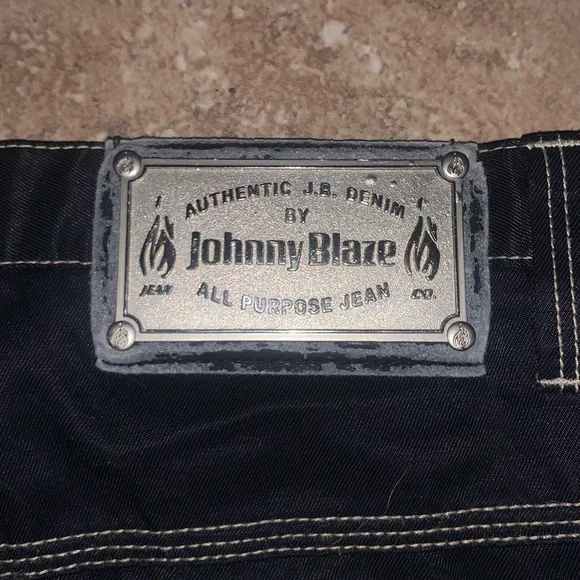 AUTHENTIC J.B. DENIM
BY
Johnny Blaze
JEAN CO.
ALL PURPOSE JEAN